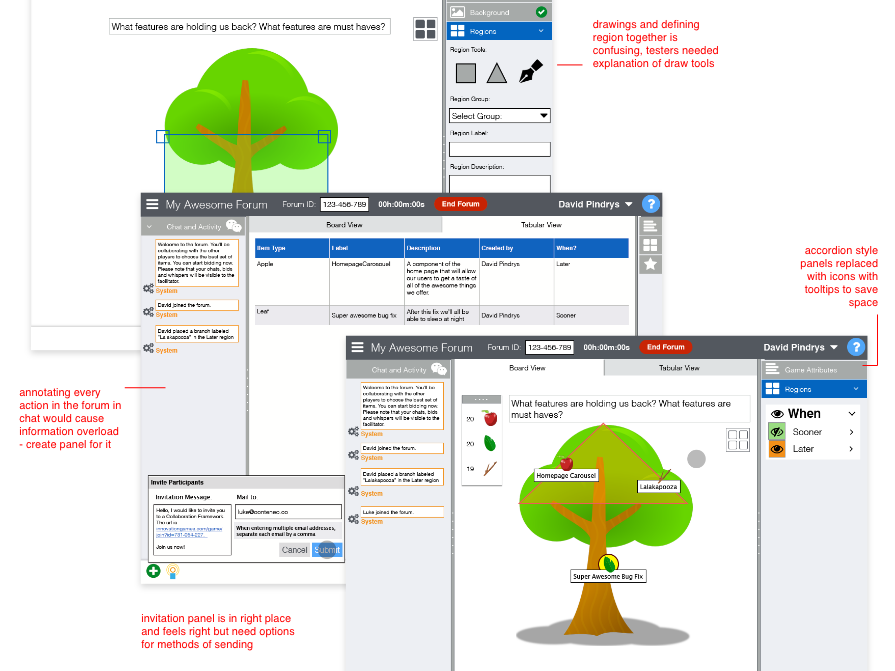 What features are holding us back? What features are must haves?
Background
Regions
Region Tools:
Region Group:
Select Group:
Region Label:
Region Description:
drawings and defining
region together is
confusing, testers needed
explanation of draw tools
My Awesome Forum
Forum ID:
123-456-789
00h:00m:00s
End Forum
David Pindrys
?
Chat and Activity
Board View
Tabular View
Welcome to the forum. You'll be
collaborating with the other
players to choose the best set of
items. You can start bidding now.
Please note that your chats, bids
and whispers will be visible to the
facilitator.
System
David joined the forum.
System
David placed a branch labeled
"Lalakapooza" in the Later region
System
Item Type
Label
Description
Created by
When?
Apple
HomepageCarosouel
A component of the
home page that will allow
our users to get a taste of
all of the awesome things
we offer.
David Pindrys
Later
Leaf
Super awesome bug fix
After this fix we'll all be
able to sleep at night
David Pindrys
Sooner
accordion style
panels replaced
with icons with
tooltips to save
space
annotating every
action in the forum in
chat would cause
information overload
- create panel for it
Invite Participants
Invitation Message
Mail to
Hello, I would like to invite you
to a Collaboration Framework.
The url is
Join us now!
luke@conteneo.co
When entering multiple email addresses,
separate each email by a comma
Cancel
Submit
invitation panel is in right place
and feels right but need options
for methods of sending
My Awesome Forum
Forum ID:
123-456-789
00h:00m:00s
End Forum
David Pindrys
?
Chat and Activity
Board View
Tabular View
Game Attributes
Regions
When
Sooner
Later
Welcome to the forum. You'll be
collaborating with the other
players to choose the best set of
items. You can start bidding now.
Please note that your chats, bids
and whispers will be visible to the
facilitator.
System
David joined the forum.
System
David placed a branch labeled
"Lalakapooza" in the Later region
System
Luke joined the forum.
System
20
20
19
What features are holding us back? What features are
must haves?
Homepage Carousel
Lalakapooza
Super Awesome Bug Fix